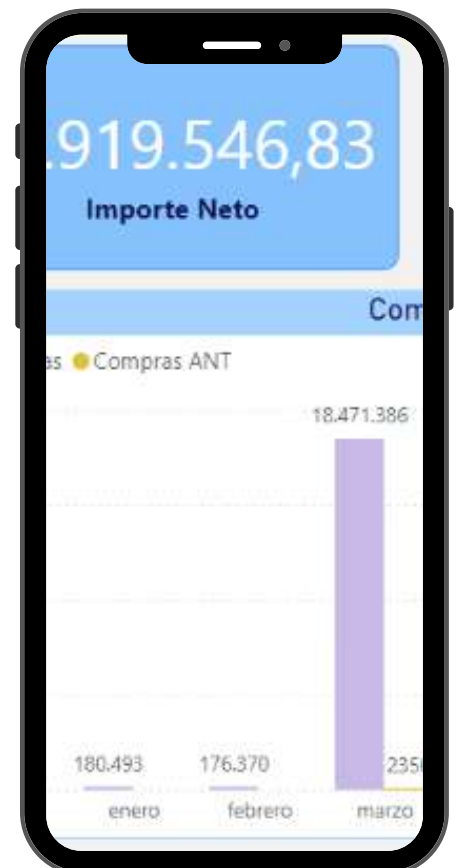 .919.546,83
Importe Neto
Com
as Compras ANT
18.471.386
180.493 176.370 235
enero febrero marzo